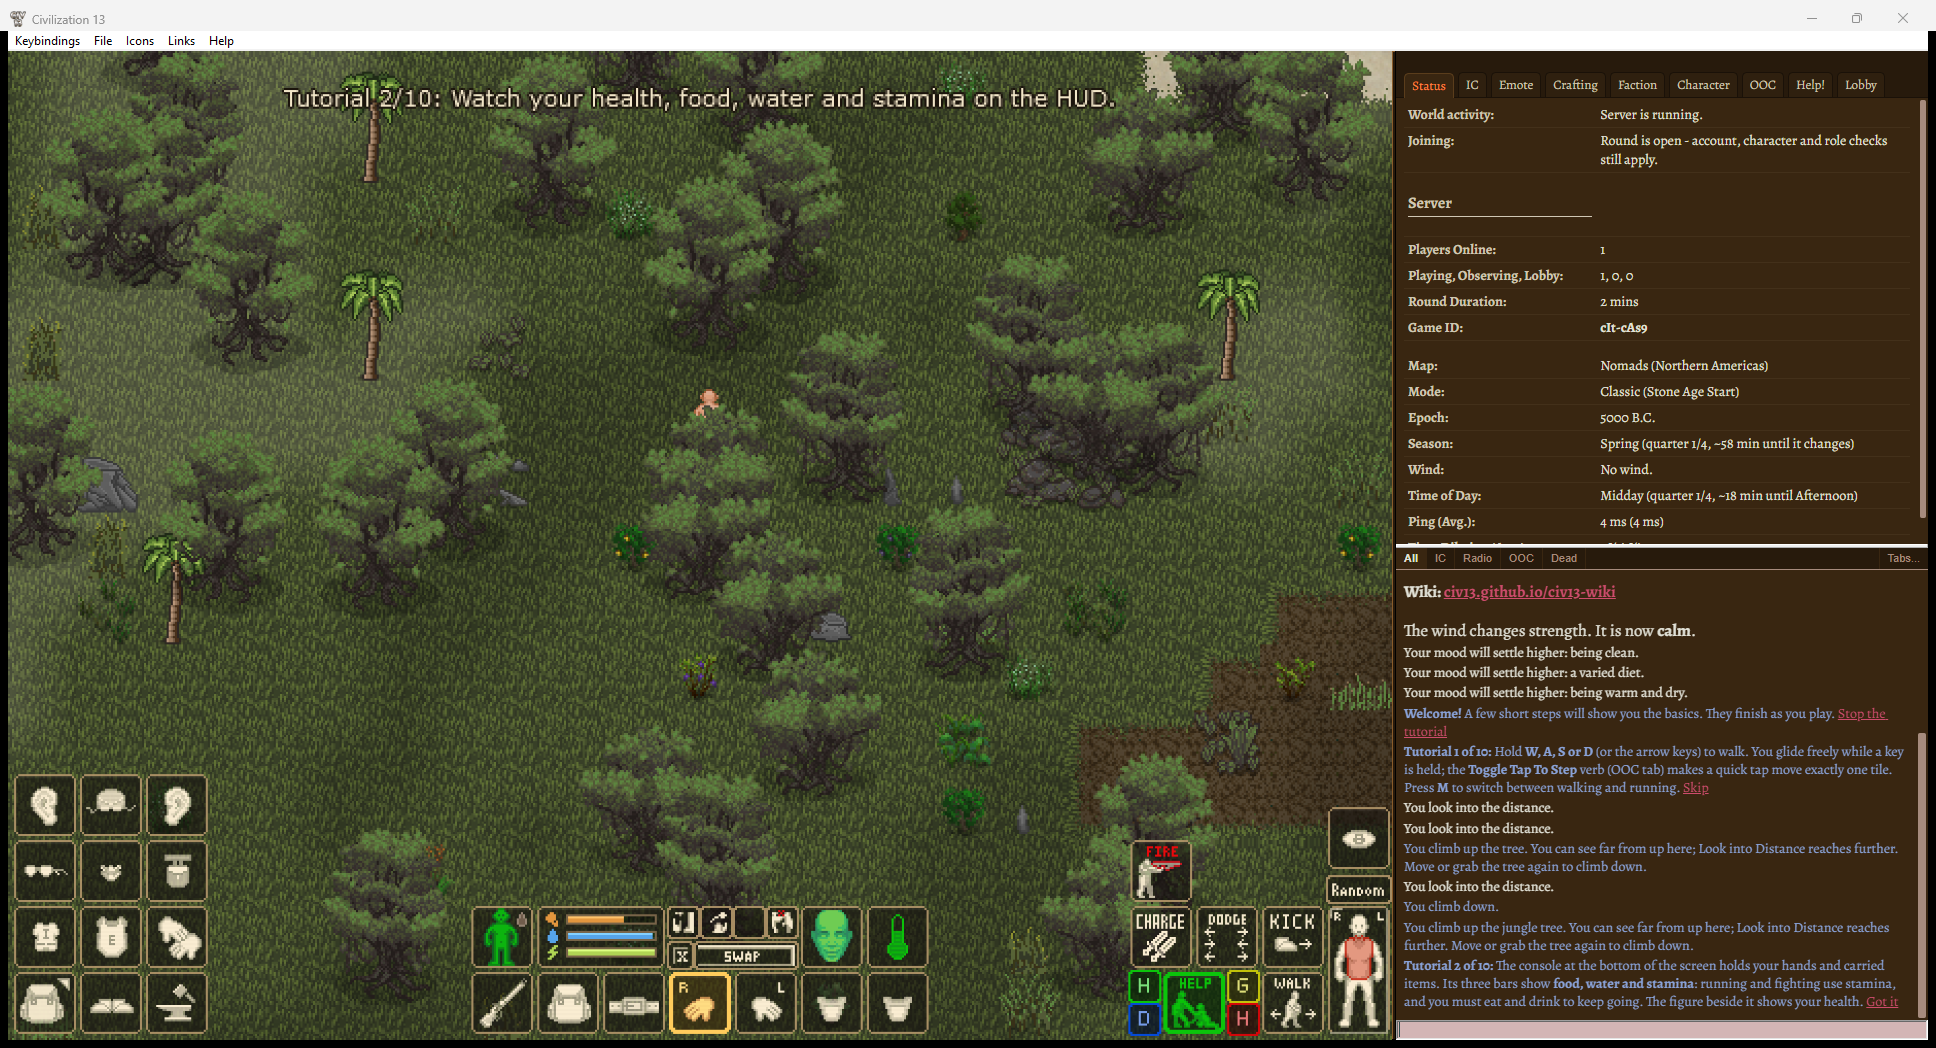 Civilization 13
Keybindings File Icons Links Help
Tutorial 2/10: Watch your health, food, water and stamina on the HUD.
Status IC Emote Crafting Faction Character OOC Help! Lobby
World activity: Server is running.
Joining: Round is open - account, character and role checks
still apply.
Server
Players Online: 1
Playing, Observing, Lobby: 1, 0, 0
Round Duration: 2 mins
Game ID: cIt-cAs9
Map: Nomads (Northern Americas)
Mode: Classic (Stone Age Start)
Epoch: 5000 B.C.
Season: Spring (quarter 1/4, ~58 min until it changes)
Wind: No wind.
Time of Day: Midday (quarter 1/4, ~18 min until Afternoon)
Ping (Avg.): 4 ms (4 ms)
All IC Radio OOC Dead Tabs...
Wiki: civ13.github.io/civ13-wiki
The wind changes strength. It is now calm.
Your mood will settle higher: being clean.
Your mood will settle higher: a varied diet.
Your mood will settle higher: being warm and dry.
Welcome! A few short steps will show you the basics. They finish as you play. Stop the
tutorial
Tutorial 1 of 10: Hold W, A, S or D (or the arrow keys) to walk. You glide freely while a key
is held; the Toggle Tap To Step verb (OOC tab) makes a quick tap move exactly one tile.
Press M to switch between walking and running. Skip
You look into the distance.
You look into the distance.
You climb up the tree. You can see far from up here; Look into Distance reaches further.
Move or grab the tree again to climb down.
You look into the distance.
You climb down.
You climb up the jungle tree. You can see far from up here; Look into Distance reaches
further. Move or grab the tree again to climb down.
Tutorial 2 of 10: The console at the bottom of the screen holds your hands and carried
items. Its three bars show food, water and stamina: running and fighting use stamina,
and you must eat and drink to keep going. The figure beside it shows your health. Got it
FIRE
B
Random
CHARGE DODGE KICK
R L
X SWAP
I E
R L
H HELP G WALK
D H